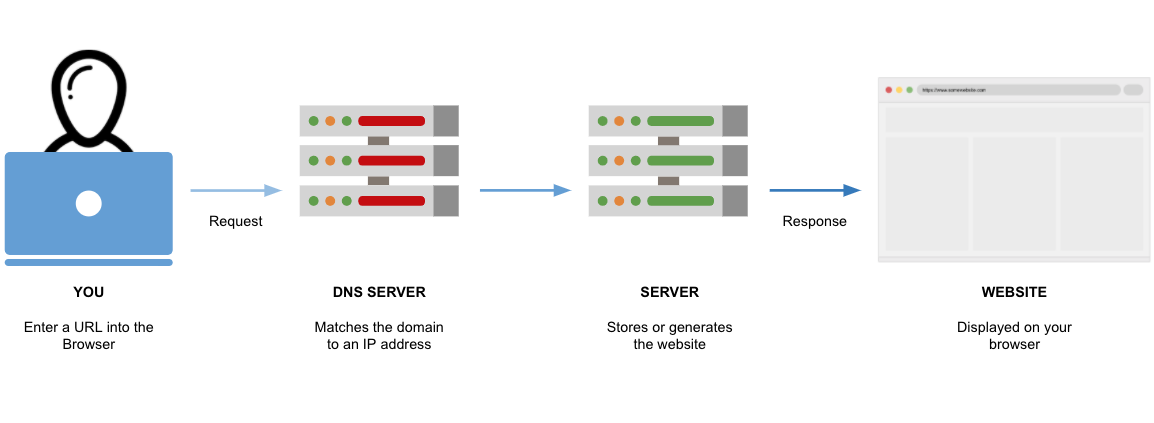 https://www.somewebsite.com
Request
Response
YOU
DNS SERVER
SERVER
WEBSITE
Enter a URL into the
Browser
Matches the domain
to an IP address
Stores or generates
the website
Displayed on your
browser